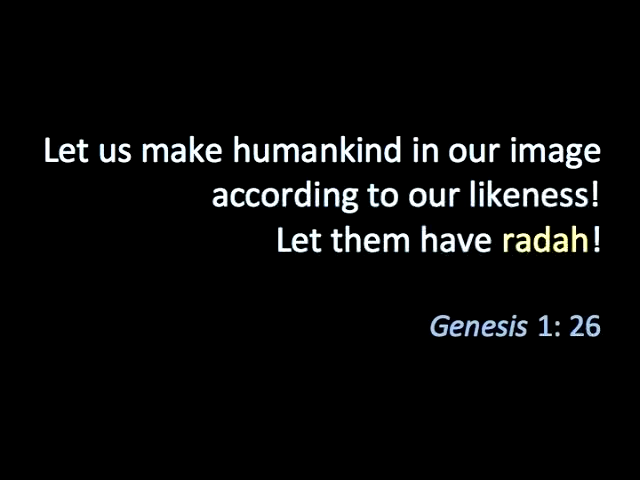 Let us make humankind in our image
according to our likeness!
Let them have radah!
Genesis 1: 26